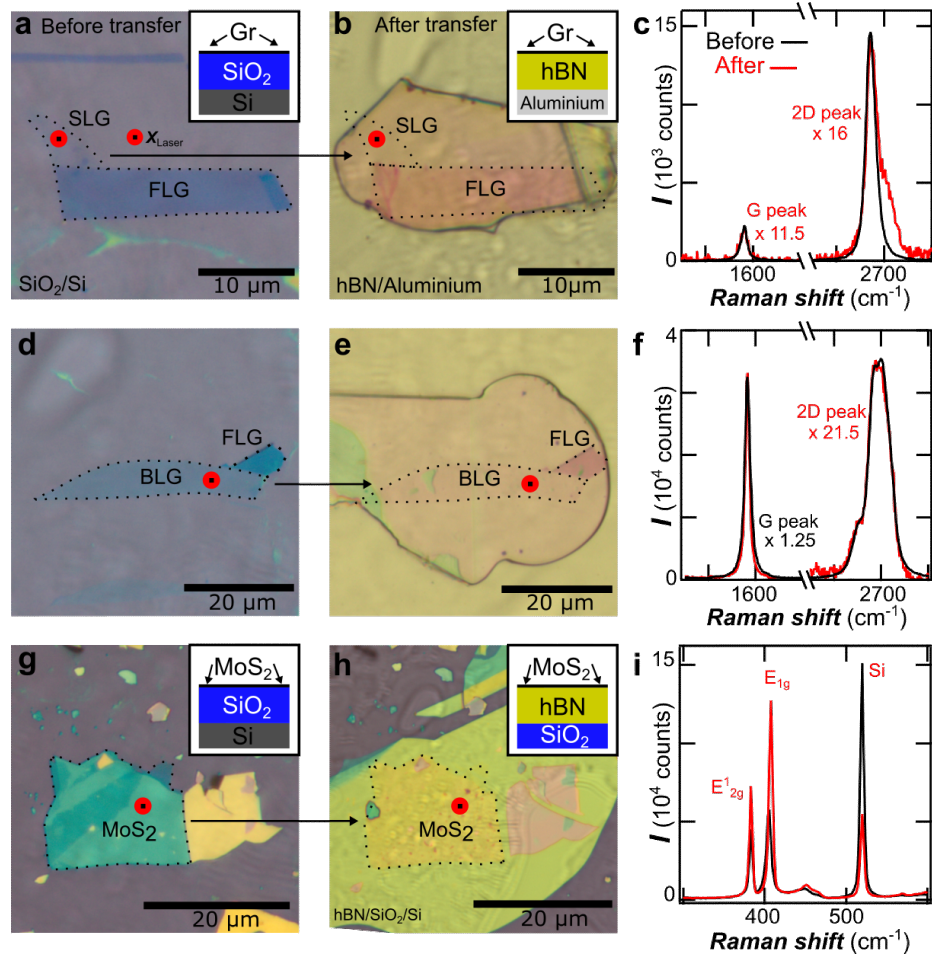 a Before transfer
Gr
SiO₂
Si
SLG
X_Laser
FLG
SiO₂/Si
10 µm
b After transfer
Gr
hBN
Aluminium
SLG
FLG
hBN/Aluminium
10µm
c
Before
After
15
2D peak
x 16
G peak
x 11.5
0
1600
2700
I (10³ counts)
Raman shift (cm⁻¹)
d
FLG
BLG
20 µm
e
FLG
BLG
20 µm
f
4
2D peak
x 21.5
G peak
x 1.25
0
1600
2700
I (10⁴ counts)
Raman shift (cm⁻¹)
g
MoS₂
SiO₂
Si
MoS₂
20 µm
h
MoS₂
hBN
SiO₂
MoS₂
hBN/SiO₂/Si
20 µm
i
15
E₁g
Si
E¹₂g
0
400
500
I (10⁴ counts)
Raman shift (cm⁻¹)